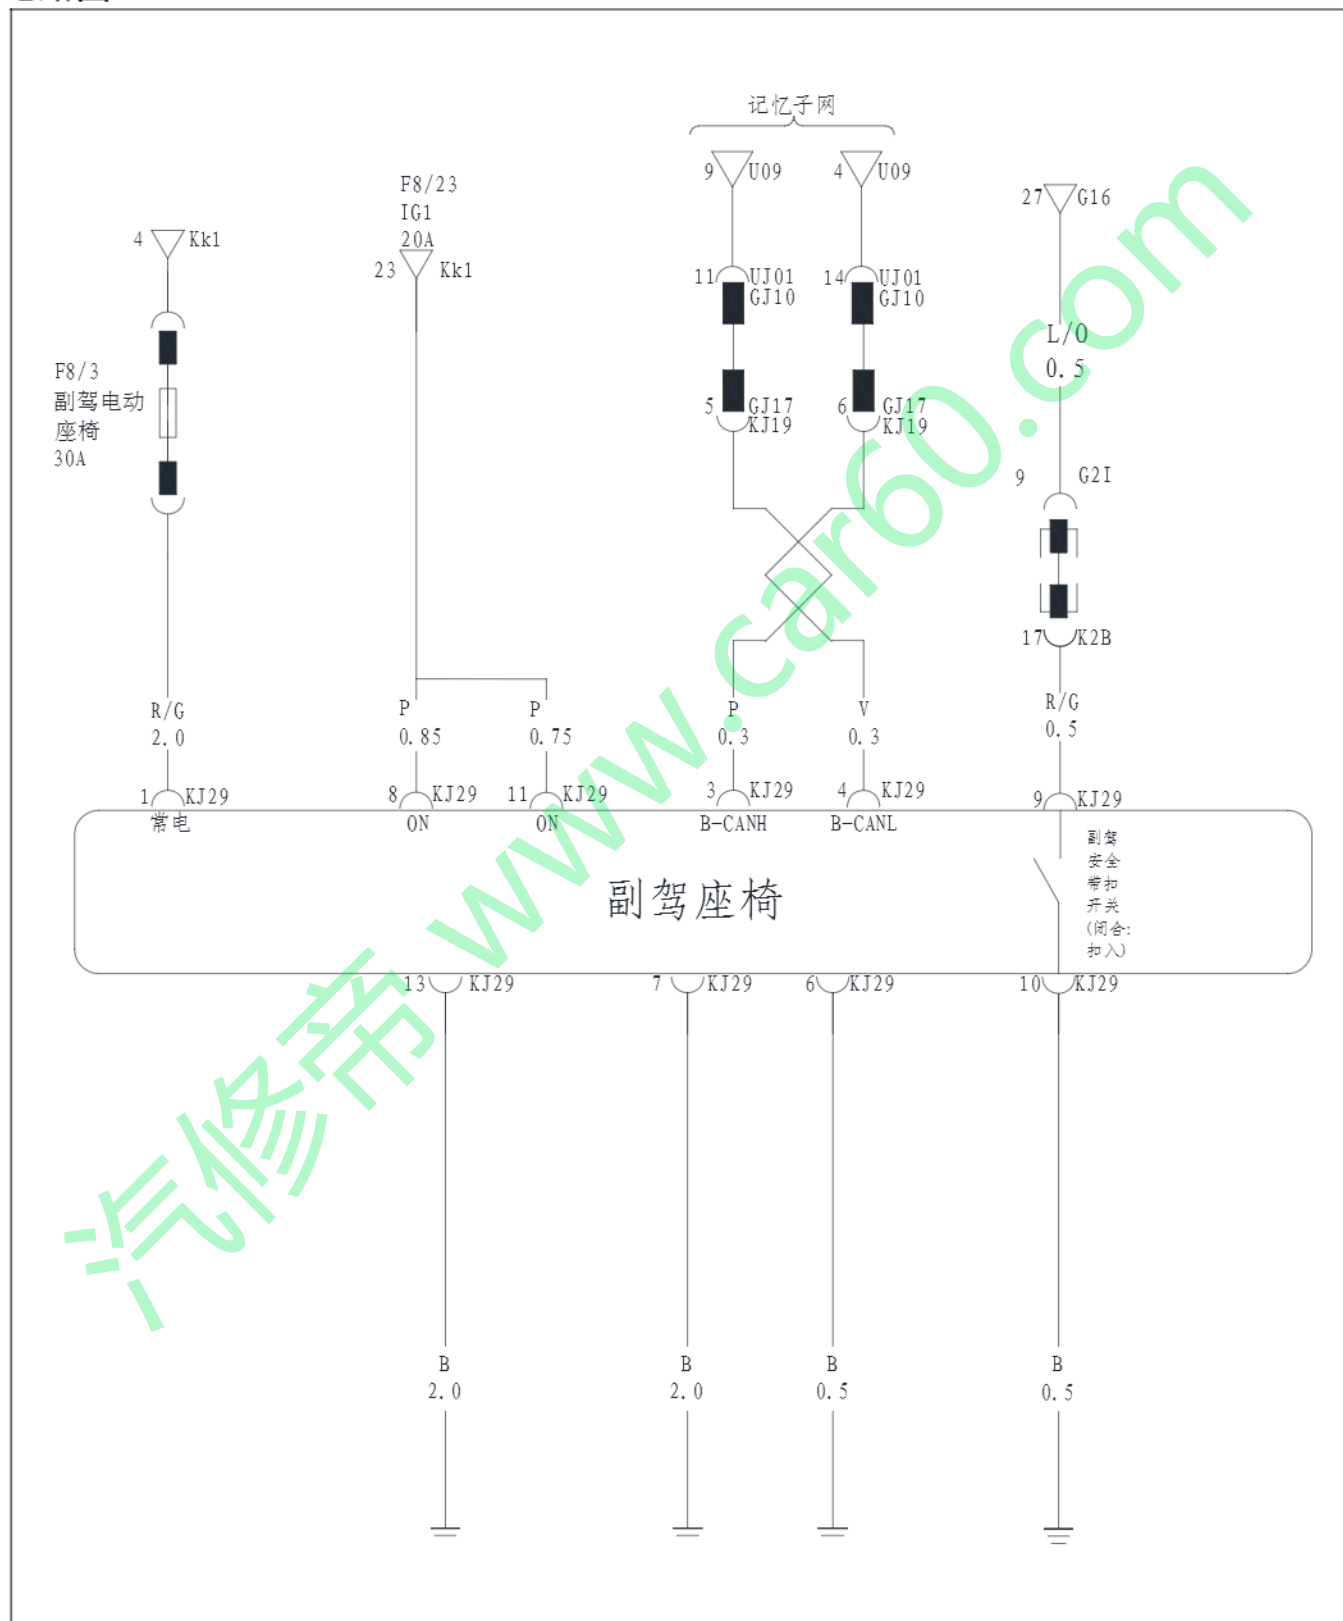 记忆子网
9 U09
4 U09
27 G16
F8/23
IG1
20A
4 Kk1
23 Kk1
11 UJ01
GJ10
14 UJ01
GJ10
L/O
0.5
F8/3
副驾电动
座椅
30A
5 GJ17
KJ19
6 GJ17
KJ19
9 G2I
17 K2B
R/G
2.0
P
0.85
P
0.75
P
0.3
V
0.3
R/G
0.5
1 KJ29
8 KJ29
11 KJ29
3 KJ29
4 KJ29
9 KJ29
常电
ON
ON
B-CANH
B-CANL
副驾座椅
副驾
安全
带扣
开关
(闭合:
扣入)
13 KJ29
7 KJ29
6 KJ29
10 KJ29
B
2.0
B
2.0
B
0.5
B
0.5
汽修帝 www.car60.com